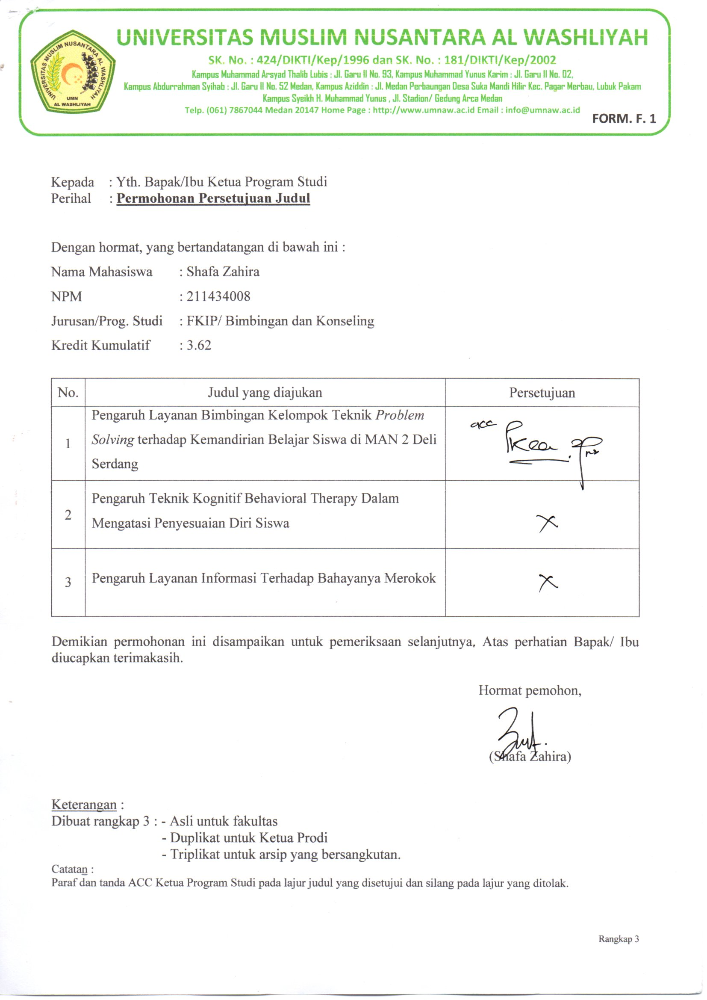 UNIVERSITAS MUSLIM NUSANTARA AL WASHLIYAH
SK. No. : 424/DIKTI/Kep/1996 dan SK. No. : 181/DIKTI/Kep/2002
Kampus Muhammad Arsyad Thalib Lubis : Jl. Garu II No. 93, Kampus Muhammad Yunus Karim : Jl. Garu II No. 02,
Kampus Abdurrahman Syihab : Jl. Garu II No. 52 Medan, Kampus Aziddin : Jl. Medan Perbaungan Desa Suka Mandi Hilir Kec. Pagar Merbau, Lubuk Pakam
Kampus Syeikh H. Muhammad Yunus , Jl. Stadion/ Gedung Arca Medan
Telp. (061) 7867044 Medan 20147 Home Page : http://www.umnaw.ac.id Email : info@umnaw.ac.id
FORM. F. 1
UNIVERSITAS MUSLIM NUSANTARA AL WASHLIYAH
UMN
AL WASHLIYAH
Kepada : Yth. Bapak/Ibu Ketua Program Studi
Perihal : Permohonan Persetujuan Judul
Dengan hormat, yang bertandatangan di bawah ini :
Nama Mahasiswa : Shafa Zahira
NPM : 211434008
Jurusan/Prog. Studi : FKIP/ Bimbingan dan Konseling
Kredit Kumulatif : 3.62
No. Judul yang diajukan Persetujuan
Pengaruh Layanan Bimbingan Kelompok Teknik Problem
1 Solving terhadap Kemandirian Belajar Siswa di MAN 2 Deli
Serdang
acc
Pengaruh Teknik Kognitif Behavioral Therapy Dalam
2 Mengatasi Penyesuaian Diri Siswa X
3 Pengaruh Layanan Informasi Terhadap Bahayanya Merokok X
Demikian permohonan ini disampaikan untuk pemeriksaan selanjutnya, Atas perhatian Bapak/ Ibu
diucapkan terimakasih.
Hormat pemohon,
(Shafa Zahira)
Keterangan :
Dibuat rangkap 3 : - Asli untuk fakultas
- Duplikat untuk Ketua Prodi
- Triplikat untuk arsip yang bersangkutan.
Catatan :
Paraf dan tanda ACC Ketua Program Studi pada lajur judul yang disetujui dan silang pada lajur yang ditolak.
Rangkap 3